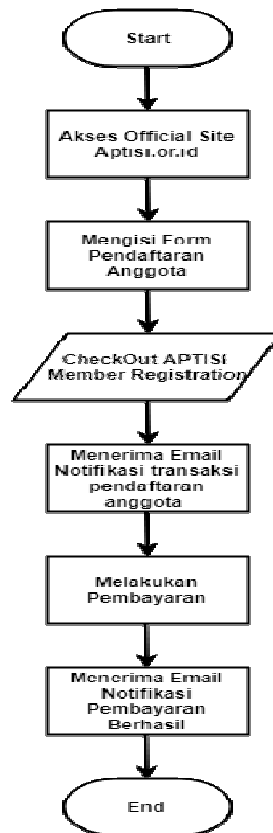 Start
Akses Official Site
Aptisi.or.id
Mengisi Form
Pendaftaran
Anggota
CheckOut APTISI
Member Registration
Menerima Email
Notifikasi transaksi
pendaftaran
anggota
Melakukan
Pembayaran
Menerima Email
Notifikasi
Pembayaran
Berhasil
End